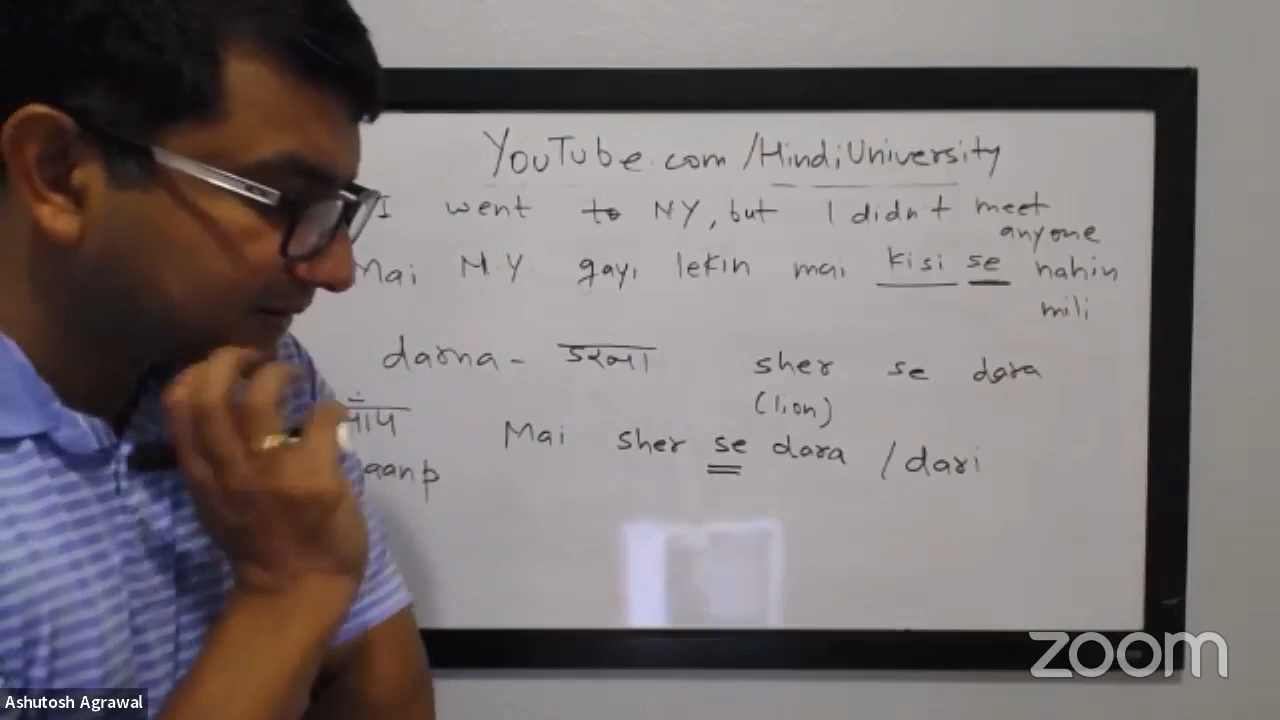 YouTube.com/HindiUniversity
I went to NY, but I didn't meet
anyone
Mai NY gayi lekin mai kisi se nahin
mili
darna - डरना sher se dara
(lion)
Mai sher se dara / dari
aanp
zoom
Ashutosh Agrawal